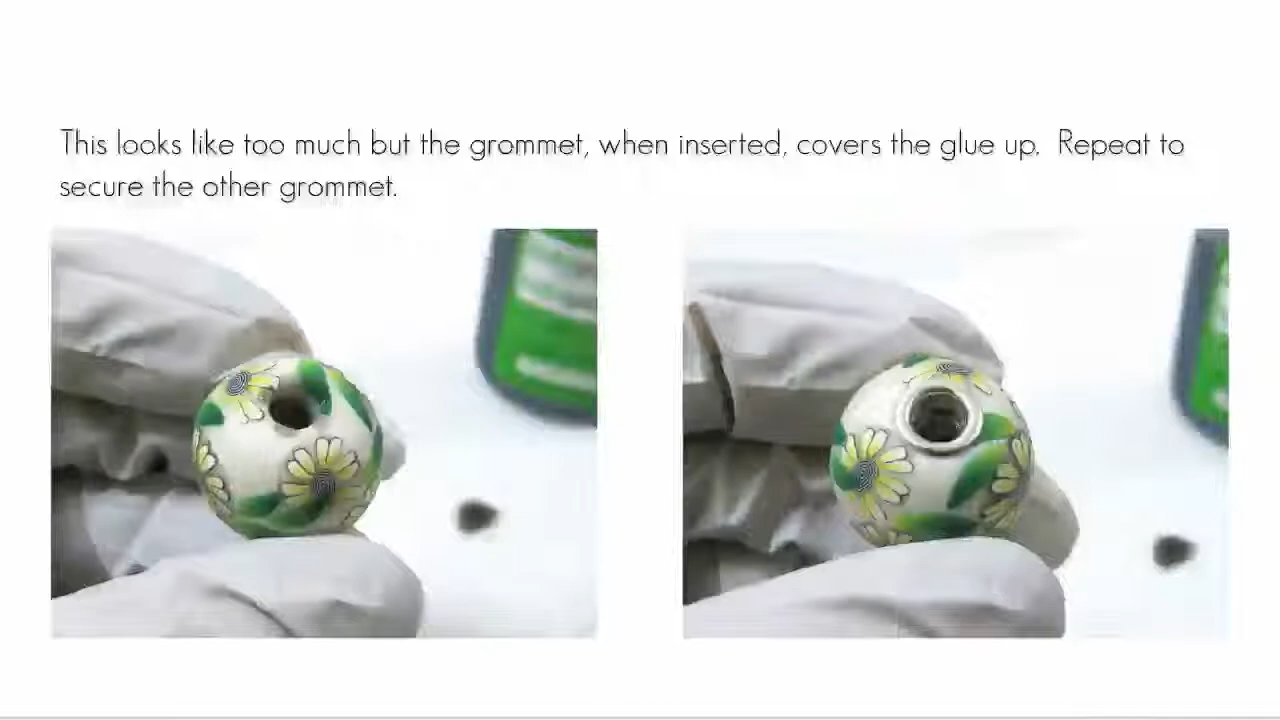 This looks like too much but the grommet, when inserted, covers the glue up.  Repeat to
secure the other grommet.